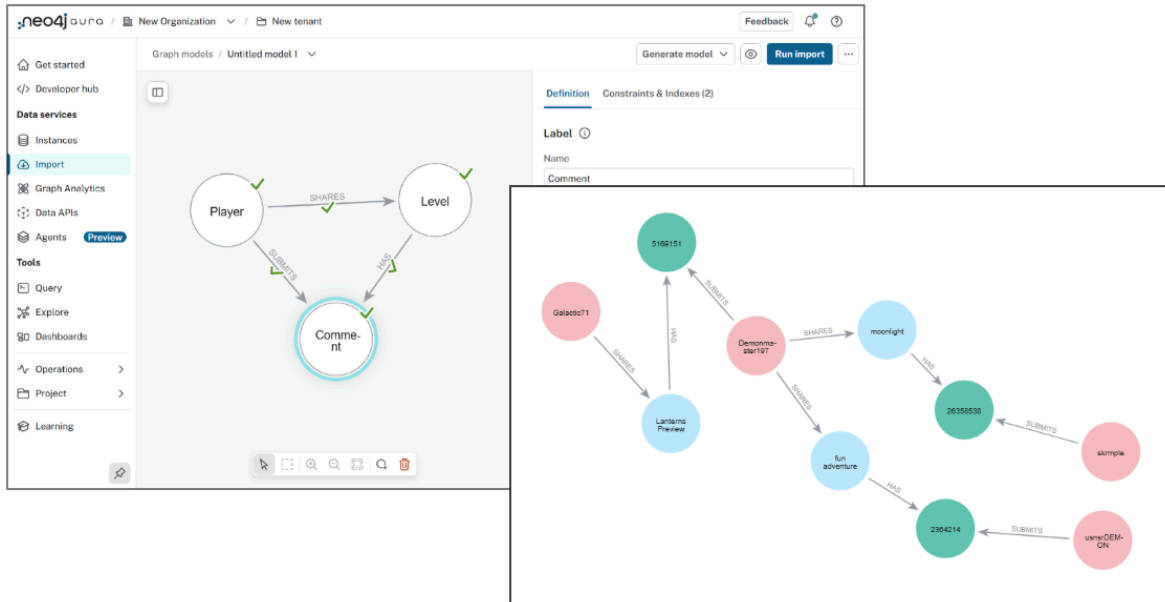 neo4j aura / New Organization / New tenant
Feedback
Graph models / Untitled model 1
Generate model
Run import
...
Get started
</> Developer hub
Data services
Instances
Import
Graph Analytics
Data APIs
Agents Preview
Tools
Query
Explore
Dashboards
Operations
Project
Learning
Player
SHARES
Level
SUBMITS
HAS
Comme-
nt
Definition Constraints & Indexes (2)
Label
Name
Comment
5169151
Galactic71
SUBMITS
HAS
SHARES
Demonma-
ster197
SHARES
moonlight
Lanterns
Preview
SHARES
HAS
26358538
SUBMITS
skrmple
fun
adventure
HAS
2364214
SUBMITS
usnsrDEM-
ON